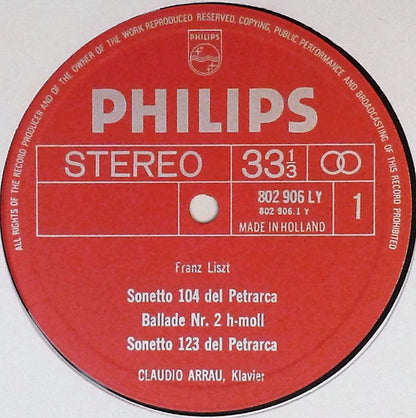 ALL RIGHTS OF THE RECORD PRODUCER AND OF THE OWNER OF THE WORK REPRODUCED RESERVED. COPYING, PUBLIC PERFORMANCE AND BROADCASTING OF THIS RECORD PROHIBITED
PHILIPS
PHILIPS
STEREO 33 1/3
802 906 LY
802 906.1 Y
1
MADE IN HOLLAND
Franz Liszt
Sonetto 104 del Petrarca
Ballade Nr. 2 h-moll
Sonetto 123 del Petrarca
CLAUDIO ARRAU, Klavier